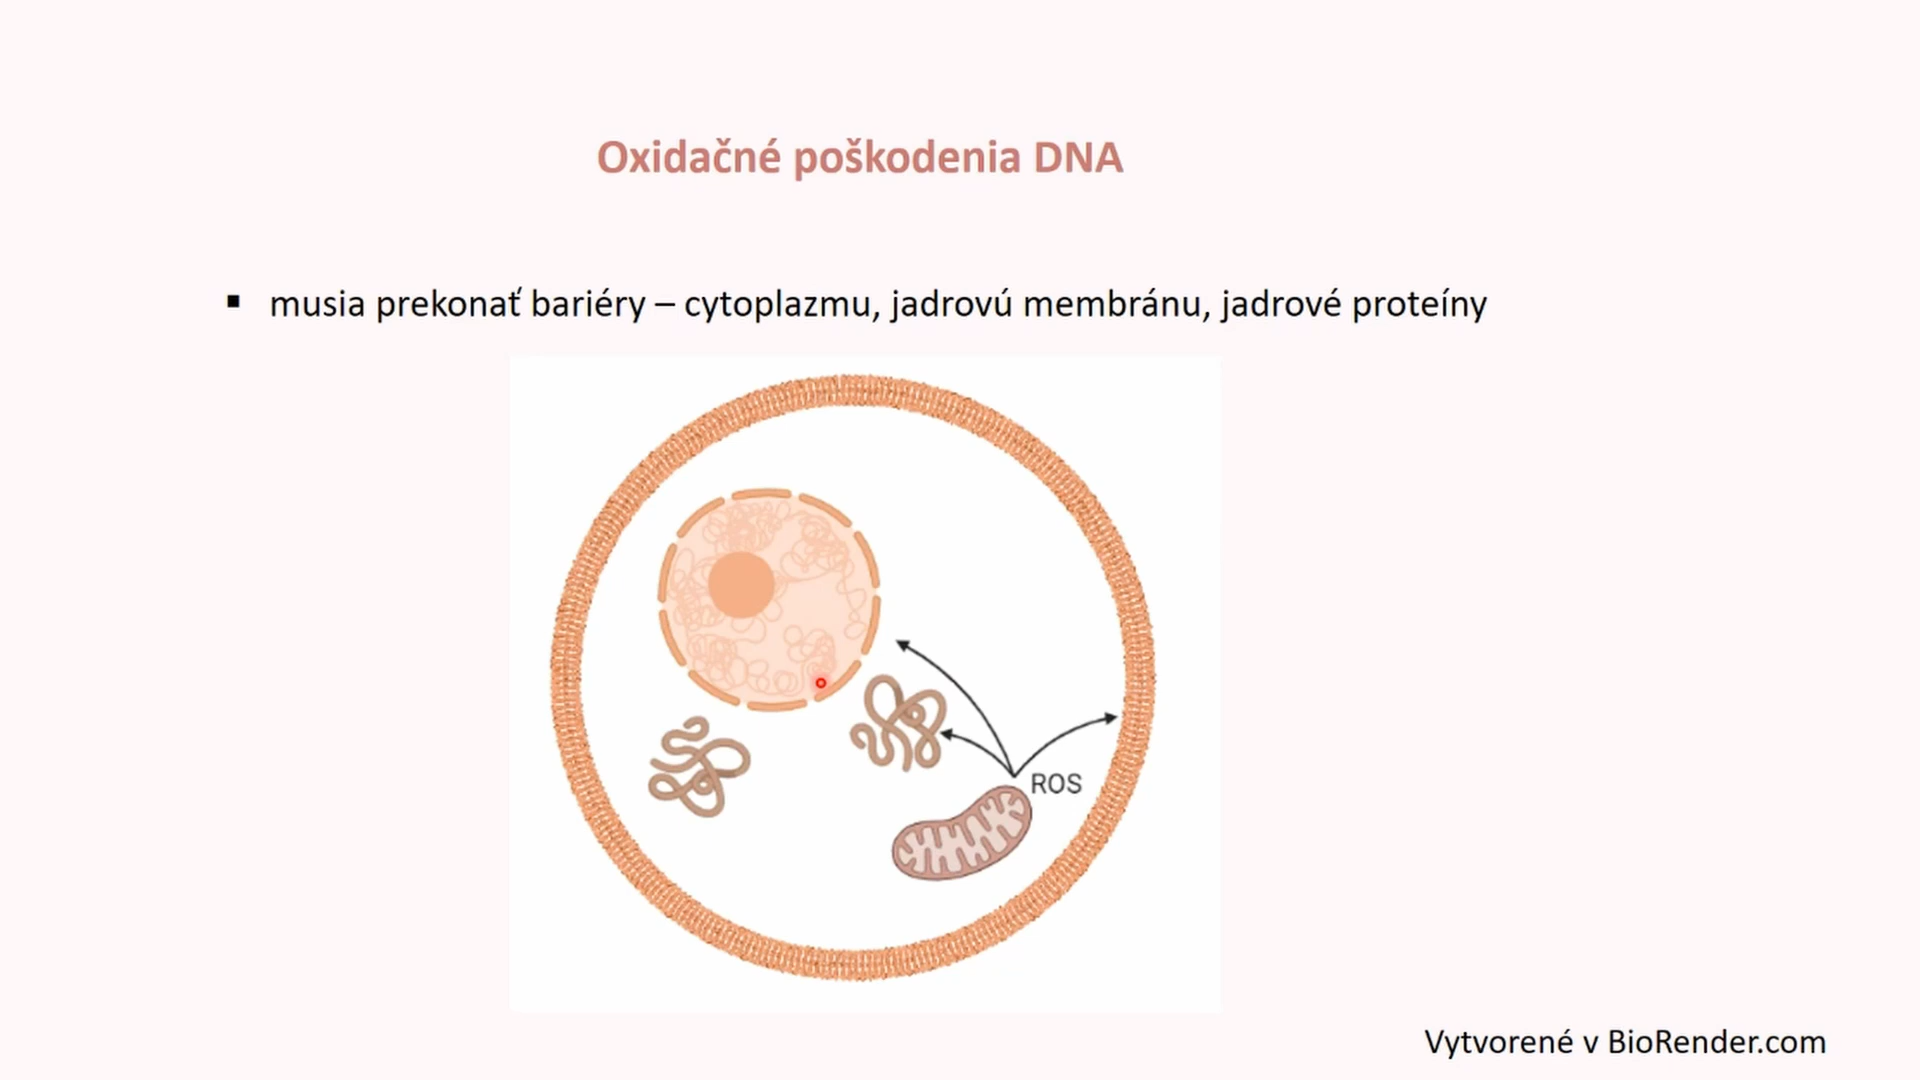 Oxidačné poškodenia DNA
▪ musia prekonať bariéry – cytoplazmu, jadrovú membránu, jadrové proteíny
ROS
Vytvorené v BioRender.com